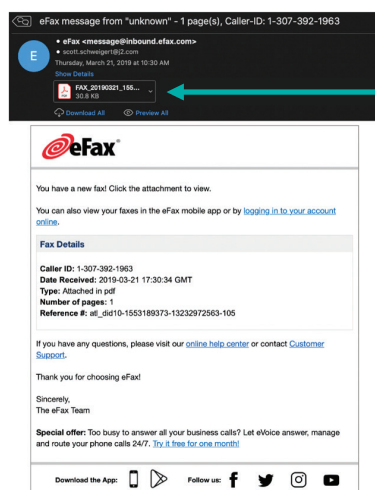 eFax message from "unknown" - 1 page(s), Caller-ID: 1-307-392-1963
E
eFax <message@inbound.efax.com>
scott.schweigert@j2.com
Thursday, March 21, 2019 at 10:30 AM
Show Details
FAX_20190321_155...
30.8 KB
Download All Preview All
eFax®
You have a new fax! Click the attachment to view.
You can also view your faxes in the eFax mobile app or by logging in to your account
online.
Fax Details
Caller ID: 1-307-392-1963
Date Received: 2019-03-21 17:30:34 GMT
Type: Attached in pdf
Number of pages: 1
Reference #: atl_did10-1553189373-13232972563-105
If you have any questions, please visit our online help center or contact Customer
Support.
Thank you for choosing eFax!
Sincerely,
The eFax Team
Special offer: Too busy to answer all your business calls? Let eVoice answer, manage
and route your phone calls 24/7. Try it free for one month!
Download the App: Follow us: